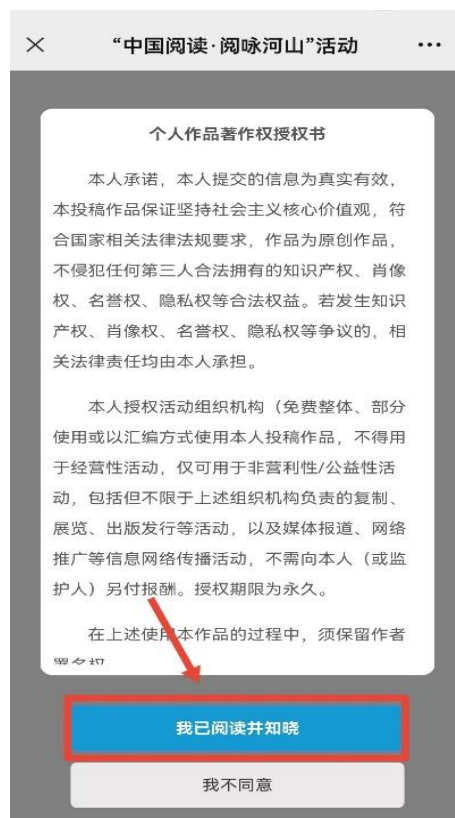 “中国阅读·阅咏河山”活动
个人作品著作权授权书
本人承诺，本人提交的信息为真实有效，
本投稿作品保证坚持社会主义核心价值观，符
合国家相关法律法规要求，作品为原创作品，
不侵犯任何第三人合法拥有的知识产权、肖像
权、名誉权、隐私权等合法权益。若发生知识
产权、肖像权、名誉权、隐私权等争议的，相
关法律责任均由本人承担。
本人授权活动组织机构（免费整体、部分
使用或以汇编方式使用本人投稿作品，不得用
于经营性活动，仅可用于非营利性/公益性活
动，包括但不限于上述组织机构负责的复制、
展览、出版发行等活动，以及媒体报道、网络
推广等信息网络传播活动，不需向本人（或监
护人）另付报酬。授权期限为永久。
在上述使用本作品的过程中，须保留作者
署名权
我已阅读并知晓
我不同意